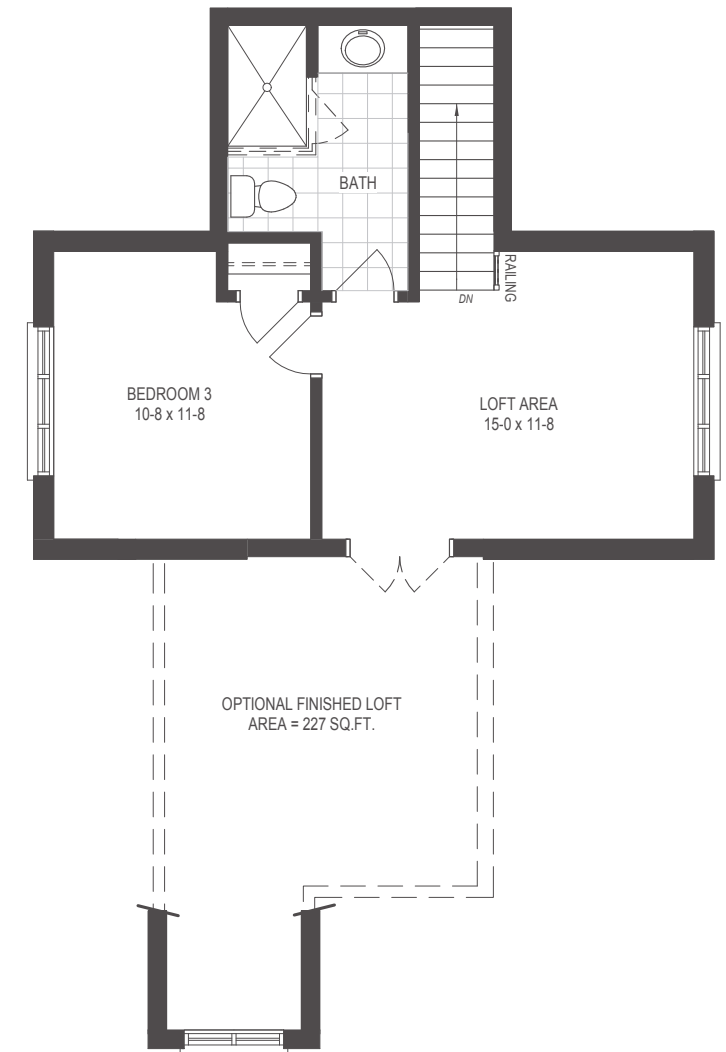 BATH
RAILING
DN
BEDROOM 3
10-8 x 11-8
LOFT AREA
15-0 x 11-8
OPTIONAL FINISHED LOFT
AREA = 227 SQ.FT.